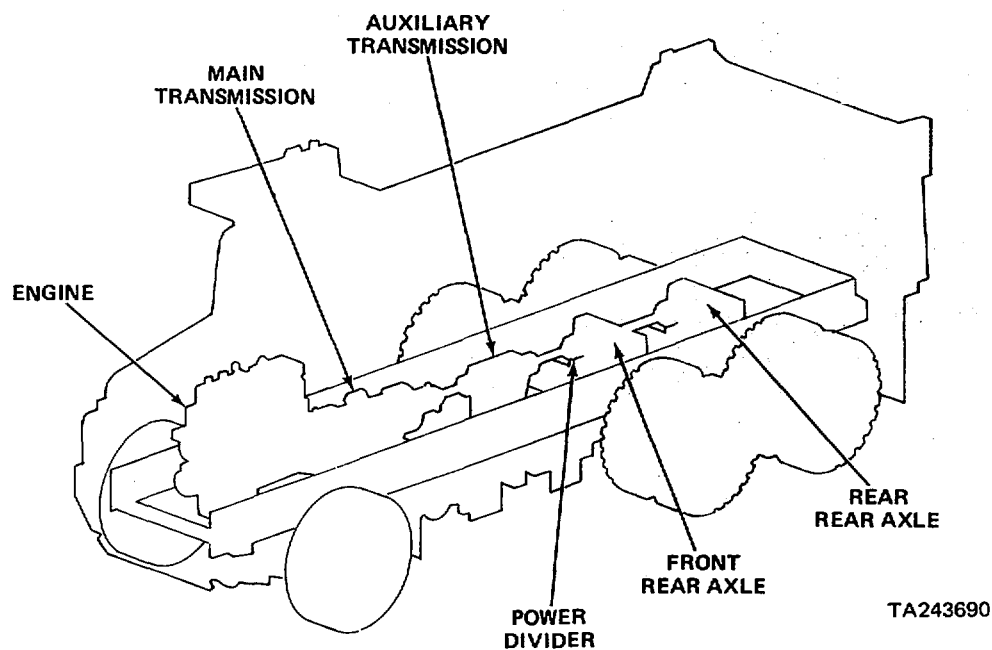 AUXILIARY
TRANSMISSION
MAIN
TRANSMISSION
ENGINE
REAR
REAR AXLE
FRONT
REAR AXLE
POWER
DIVIDER
TA243690